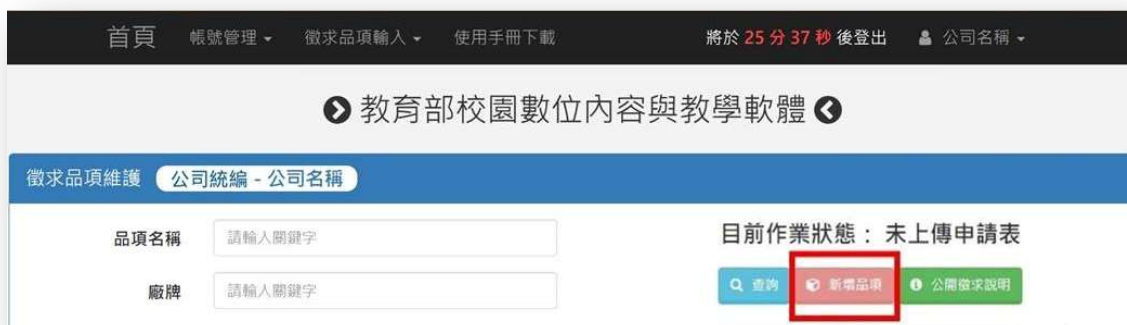 首頁 帳號管理 徵求品項輸入 使用手冊下載 將於 25 分 37 秒 後登出 公司名稱
教育部校園數位內容與教學軟體
徵求品項維護 公司統編 - 公司名稱
品項名稱 請輸入關鍵字 目前作業狀態： 未上傳申請表
廠牌 請輸入關鍵字 查詢 新增品項 公開徵求說明